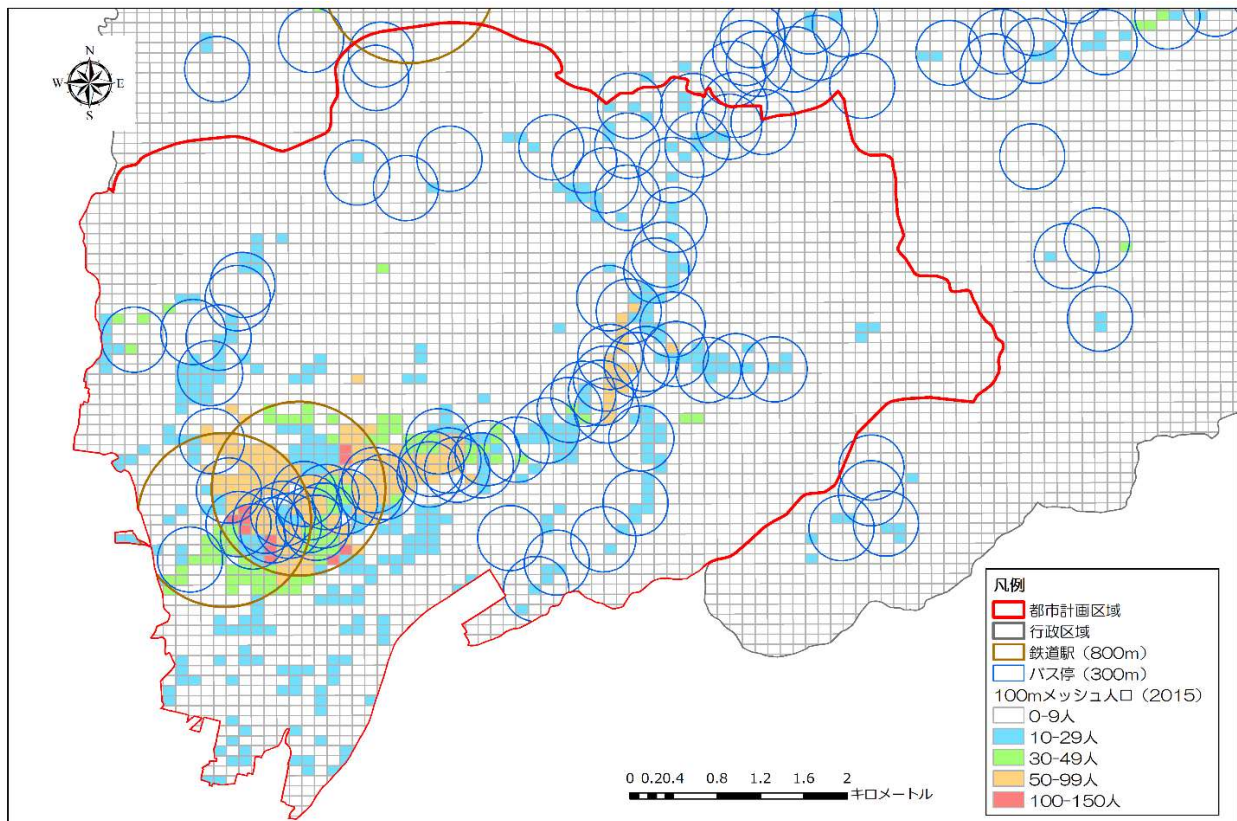 N
W
E
S
凡例
都市計画区域
行政区域
鉄道駅（800m）
バス停（300m）
100mメッシュ人口（2015）
0-9人
10-29人
30-49人
50-99人
100-150人
0 0.20.4 0.8 1.2 1.6 2
キロメートル